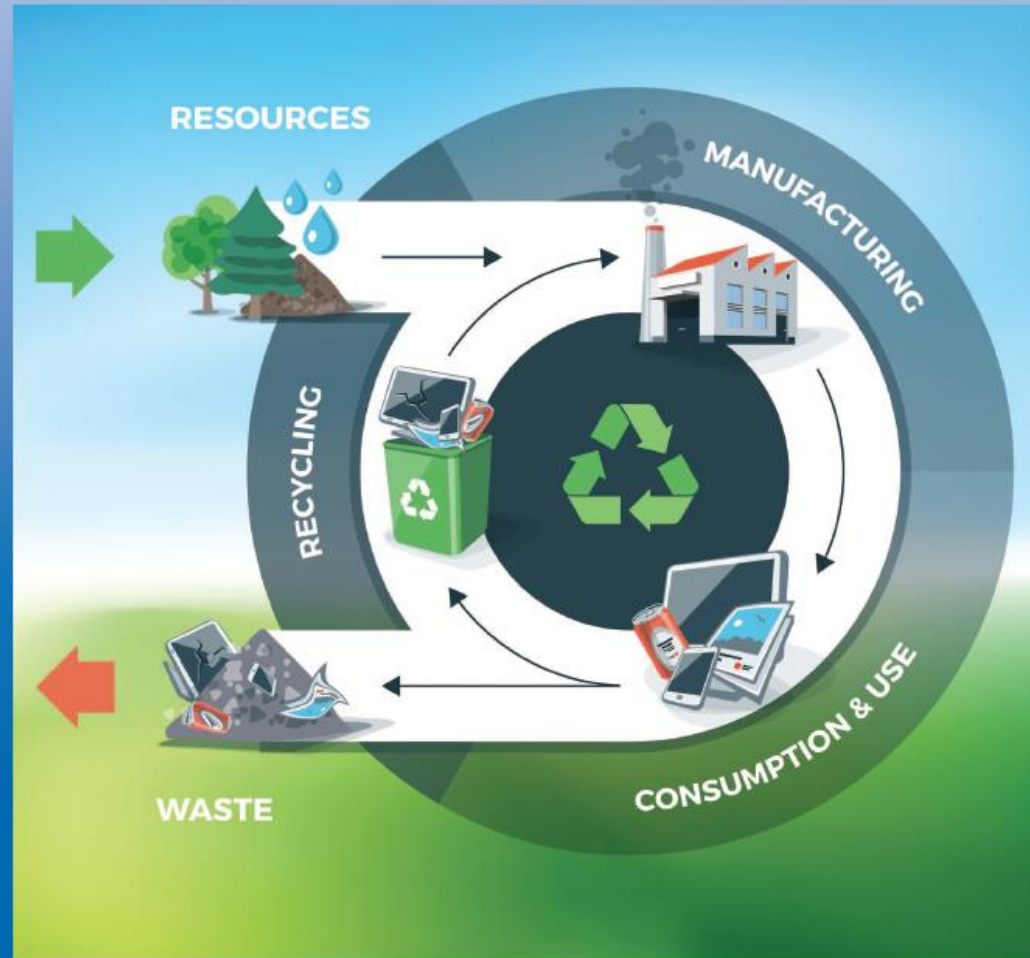 RESOURCES
MANUFACTURING
RECYCLING
CONSUMPTION & USE
WASTE